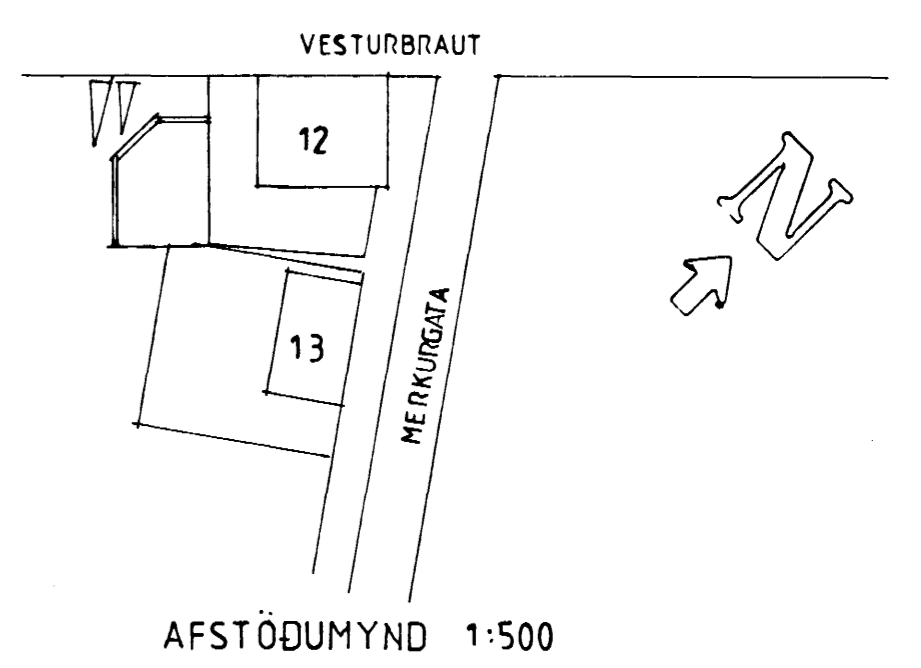 VESTURBRAUT
12
N
13
MERKURGATA
AFSTÖÐUMYND 1:500